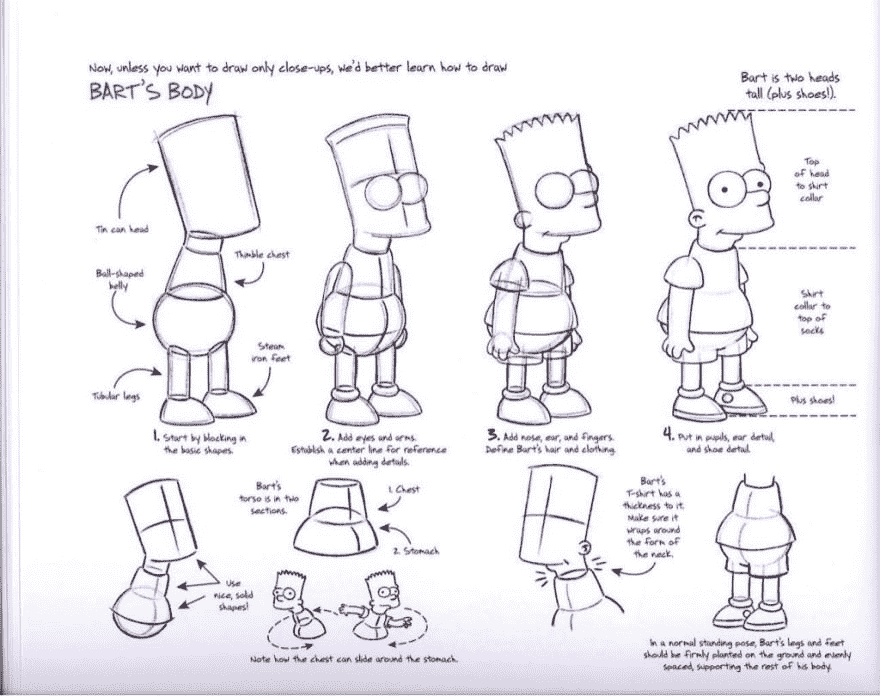 Now, unless you want to draw only close-ups, we'd better learn how to draw
BART'S BODY
Bart is two heads
tall (plus shoes!).
Tin can head
Thimble chest
Ball-shaped
belly
Steam
iron feet
Tubular legs
Top
of head
to shirt
collar
Shirt
collar to
top of
socks
Plus shoes!
1. Start by blocking in
the basic shapes.
2. Add eyes and arms.
Establish a center line for reference
when adding details.
3. Add nose, ear, and fingers.
Define Bart's hair and clothing.
4. Put in pupils, ear detail,
and shoe detail.
Use
nice, solid
shapes!
Bart's
torso is in two
sections.
1. Chest
2. Stomach
Note how the chest can slide around the stomach.
Bart's
T-shirt has a
thickness to it.
Make sure it
wraps around
the form of
the neck.
In a normal standing pose, Bart's legs and feet
should be firmly planted on the ground and evenly
spaced, supporting the rest of his body.